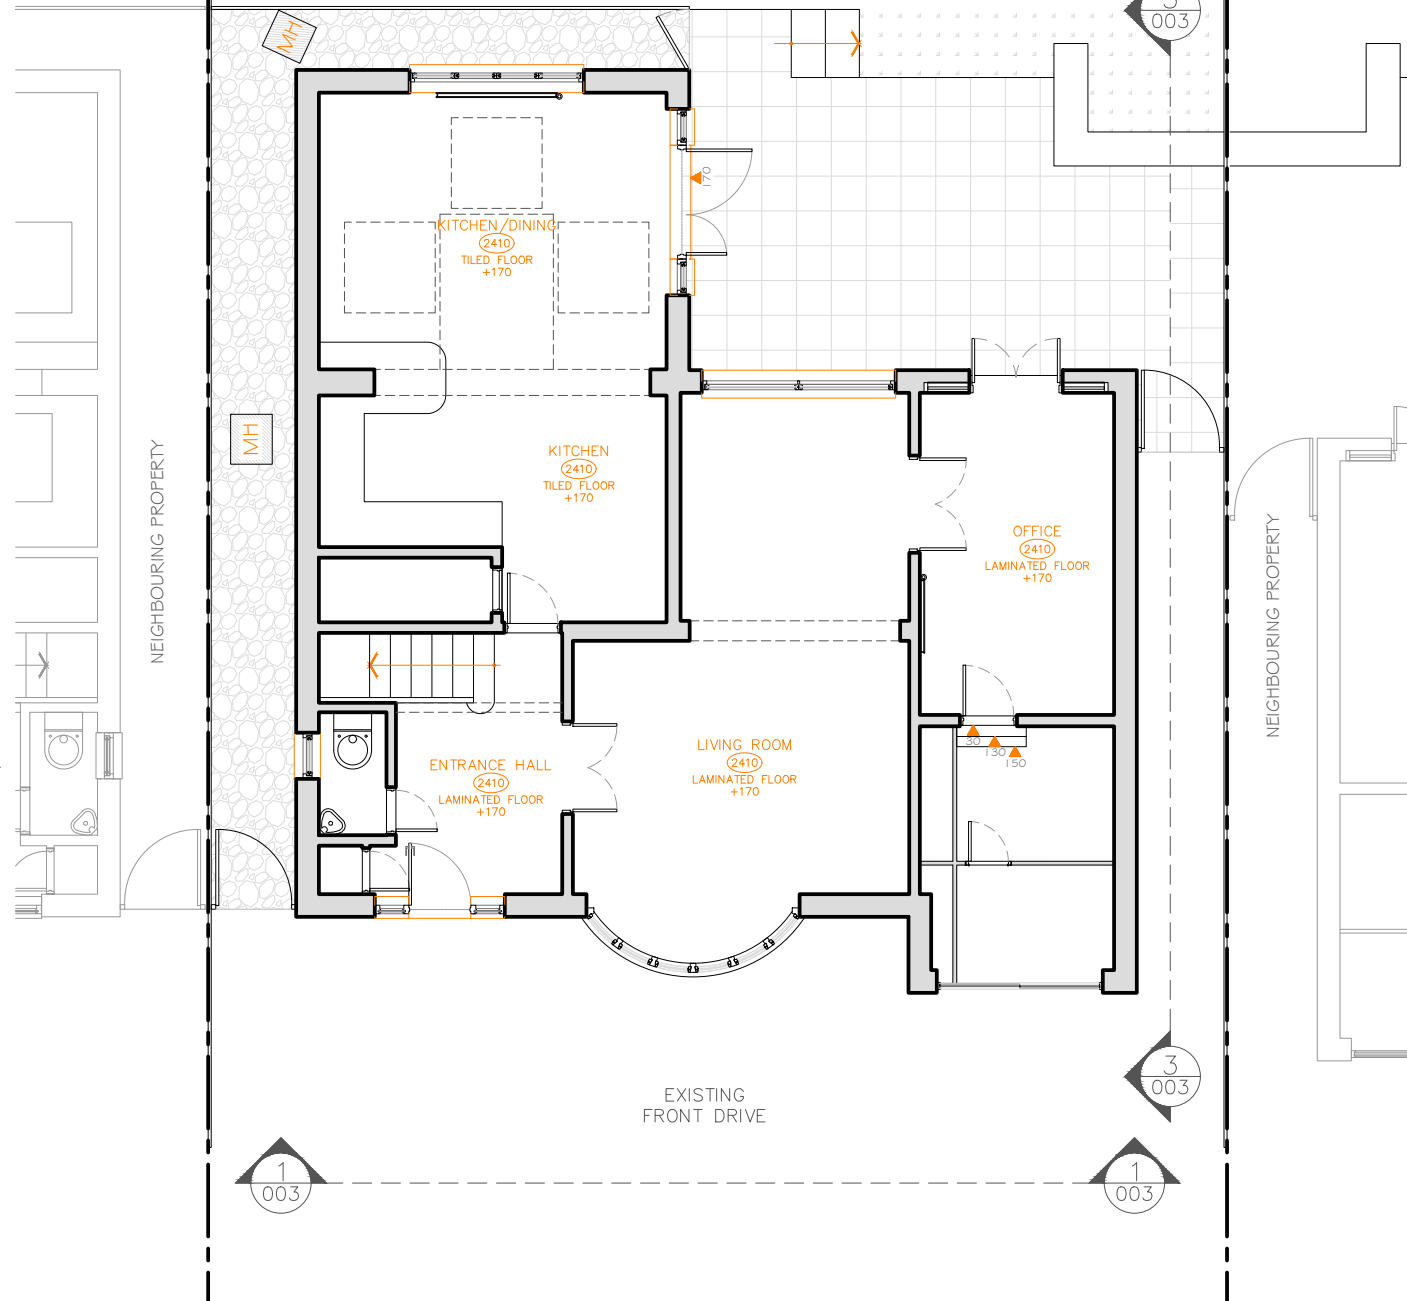 003
MH
170
KITCHEN/DINING
2410
TILED FLOOR
+170
MH
NEIGHBOURING PROPERTY
KITCHEN
2410
TILED FLOOR
+170
OFFICE
2410
LAMINATED FLOOR
+170
NEIGHBOURING PROPERTY
30
130
150
LIVING ROOM
2410
LAMINATED FLOOR
+170
ENTRANCE HALL
2410
LAMINATED FLOOR
+170
EXISTING
FRONT DRIVE
3
003
1
003
1
003